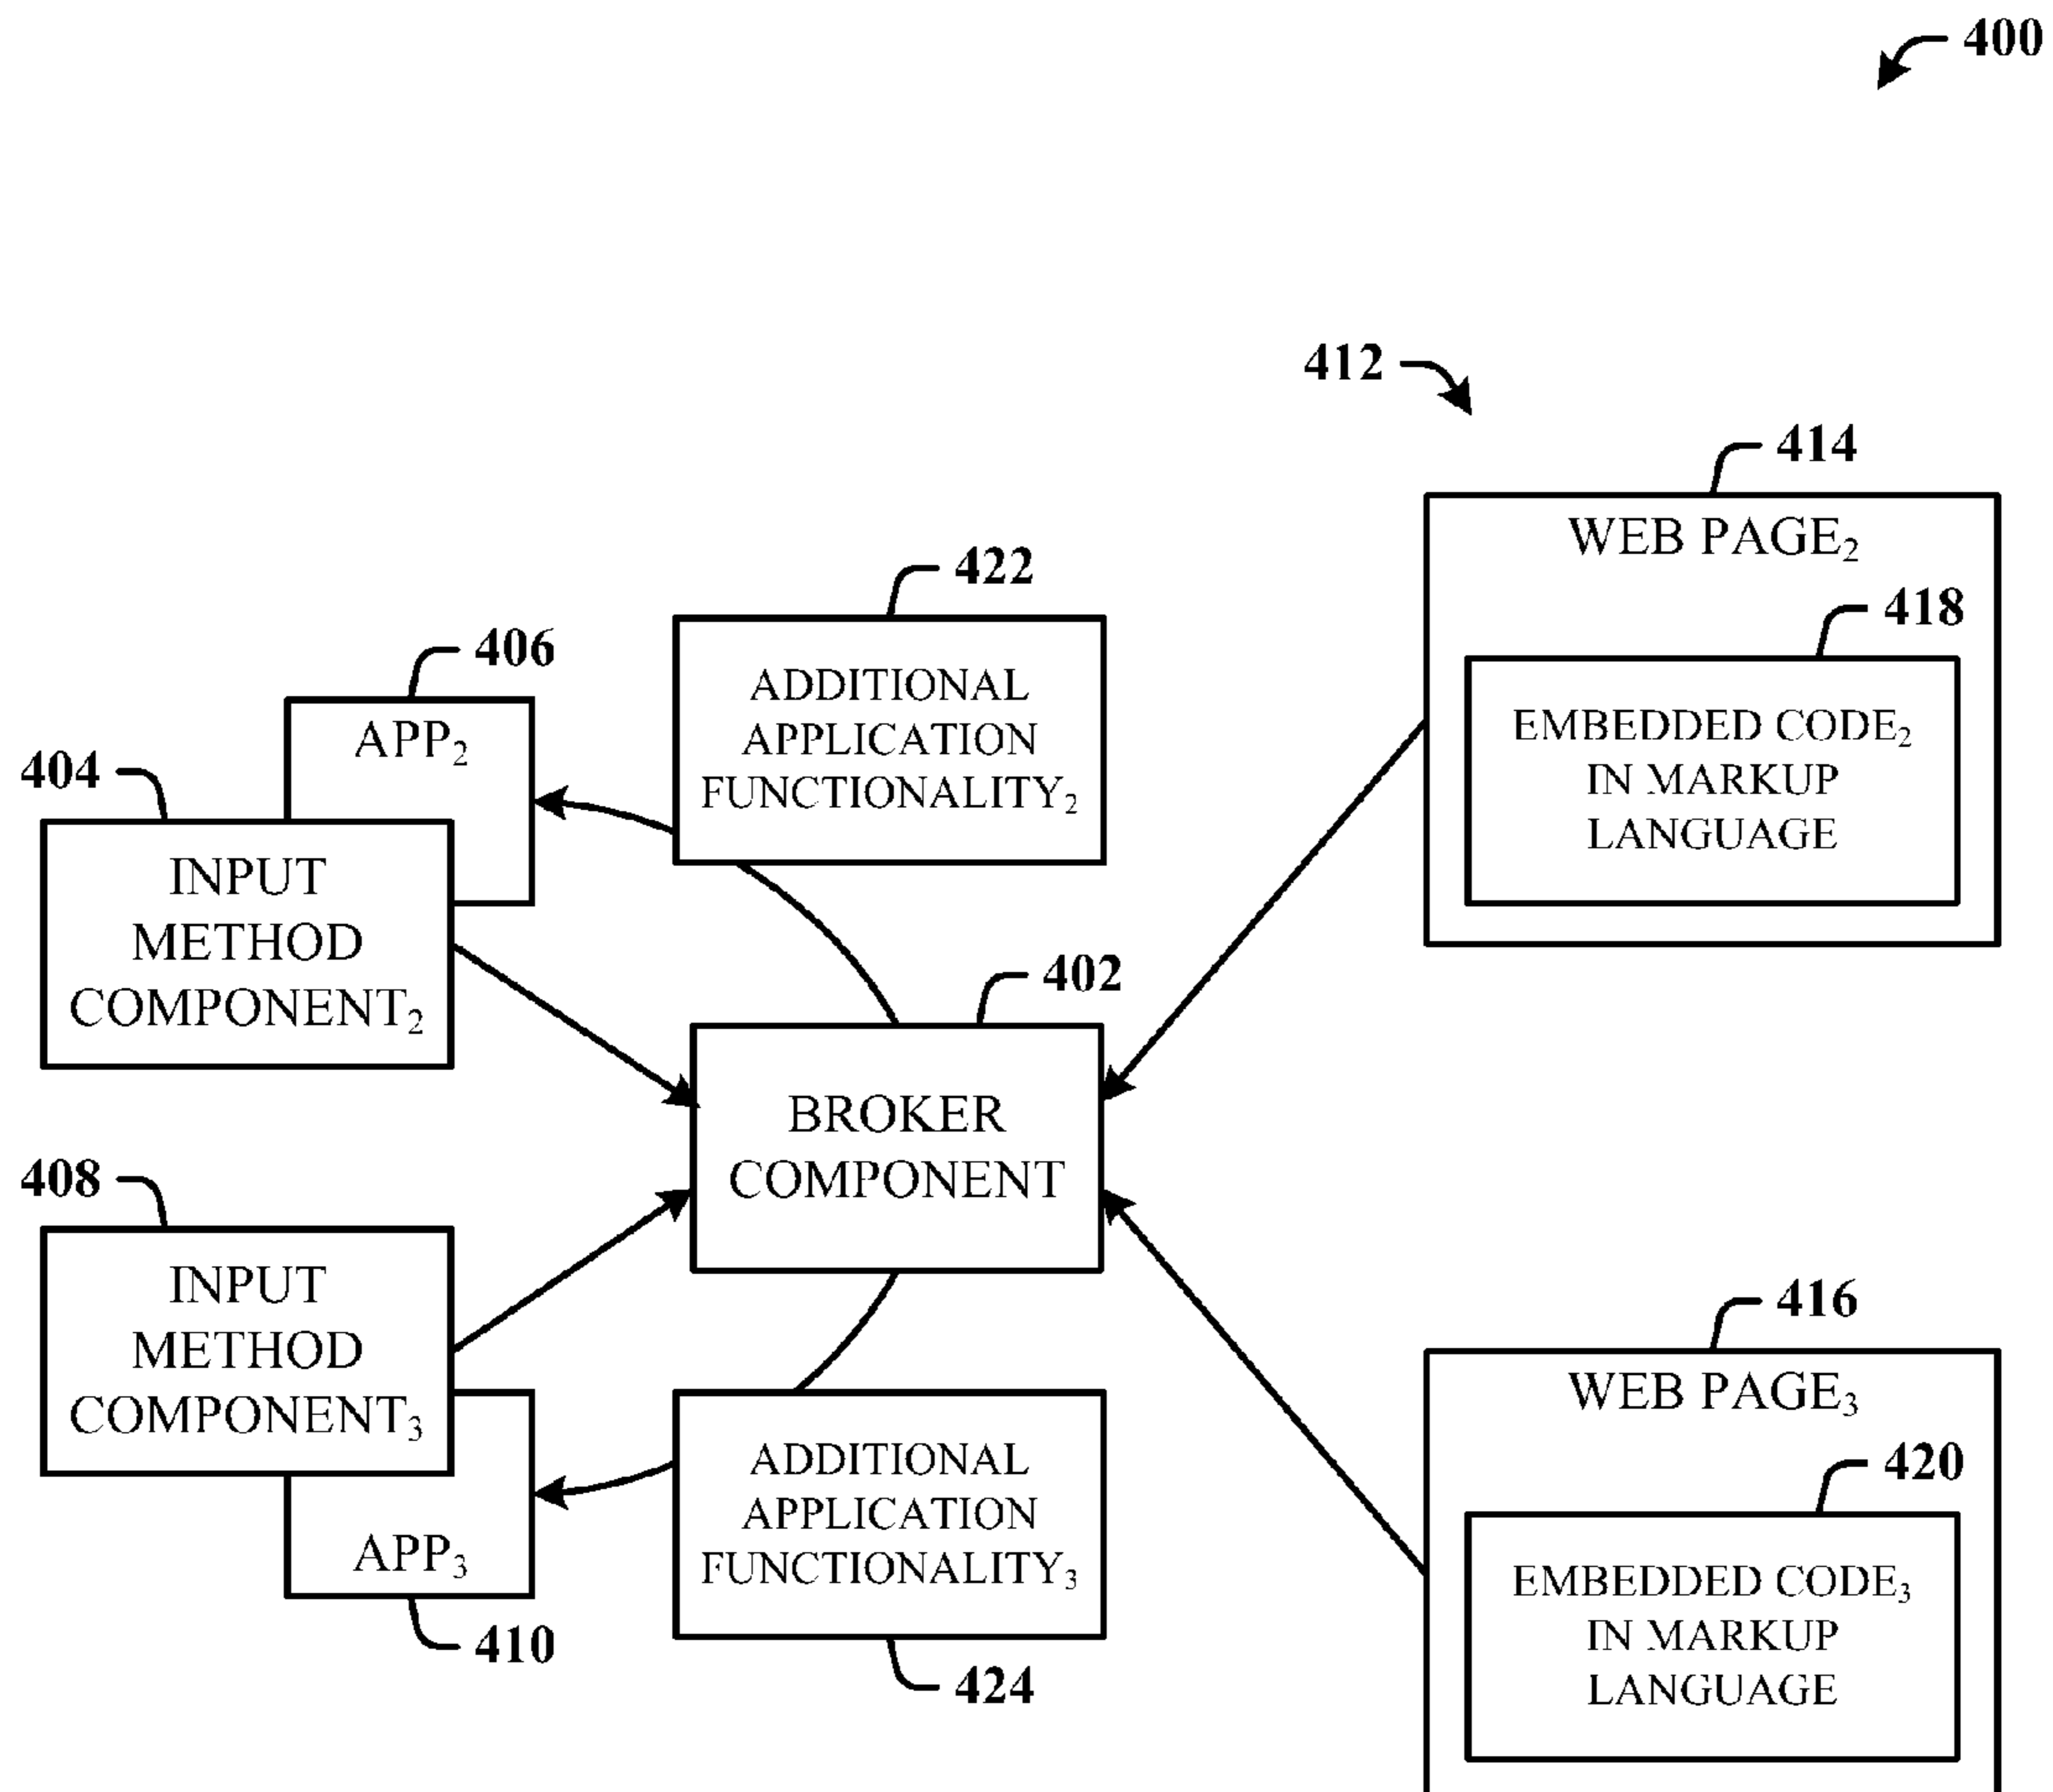 400
412
414
WEB PAGE₂
418
EMBEDDED CODE₂
IN MARKUP
LANGUAGE
422
ADDITIONAL
APPLICATION
FUNCTIONALITY₂
406
APP₂
404
INPUT
METHOD
COMPONENT₂
402
BROKER
COMPONENT
408
INPUT
METHOD
COMPONENT₃
APP₃
410
ADDITIONAL
APPLICATION
FUNCTIONALITY₃
424
416
WEB PAGE₃
420
EMBEDDED CODE₃
IN MARKUP
LANGUAGE